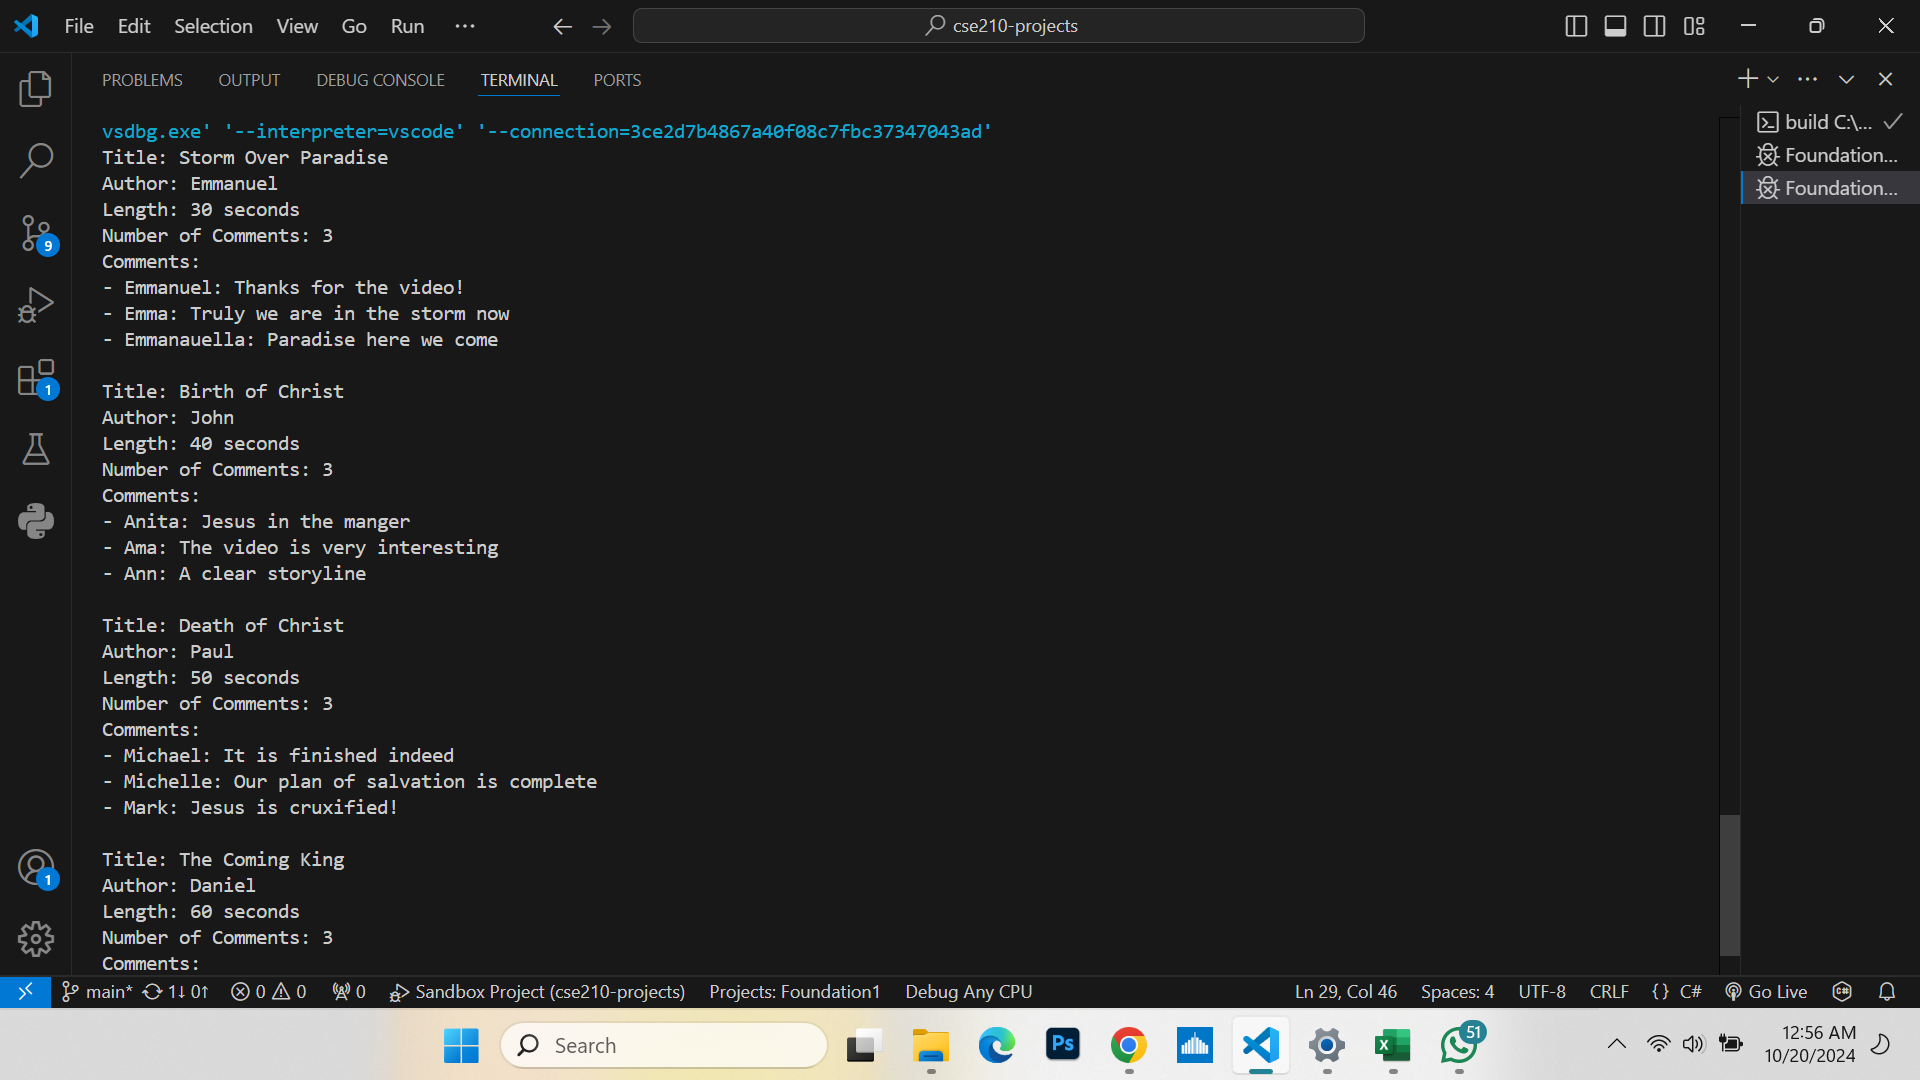 File Edit Selection View Go Run ··· cse210-projects
PROBLEMS OUTPUT DEBUG CONSOLE TERMINAL PORTS
vsdbg.exe' '--interpreter=vscode' '--connection=3ce2d7b4867a40f08c7fbc37347043ad'
Title: Storm Over Paradise
Author: Emmanuel
Length: 30 seconds
Number of Comments: 3
Comments:
- Emmanuel: Thanks for the video!
- Emma: Truly we are in the storm now
- Emmanauella: Paradise here we come
Title: Birth of Christ
Author: John
Length: 40 seconds
Number of Comments: 3
Comments:
- Anita: Jesus in the manger
- Ama: The video is very interesting
- Ann: A clear storyline
Title: Death of Christ
Author: Paul
Length: 50 seconds
Number of Comments: 3
Comments:
- Michael: It is finished indeed
- Michelle: Our plan of salvation is complete
- Mark: Jesus is cruxified!
Title: The Coming King
Author: Daniel
Length: 60 seconds
Number of Comments: 3
Comments:
build C:\...
Foundation...
Foundation...
9
1
1
main* 1↓ 0↑ 0 0 0 Sandbox Project (cse210-projects) Projects: Foundation1 Debug Any CPU Ln 29, Col 46 Spaces: 4 UTF-8 CRLF {} C# Go Live
Search Ps X 51
12:56 AM
10/20/2024